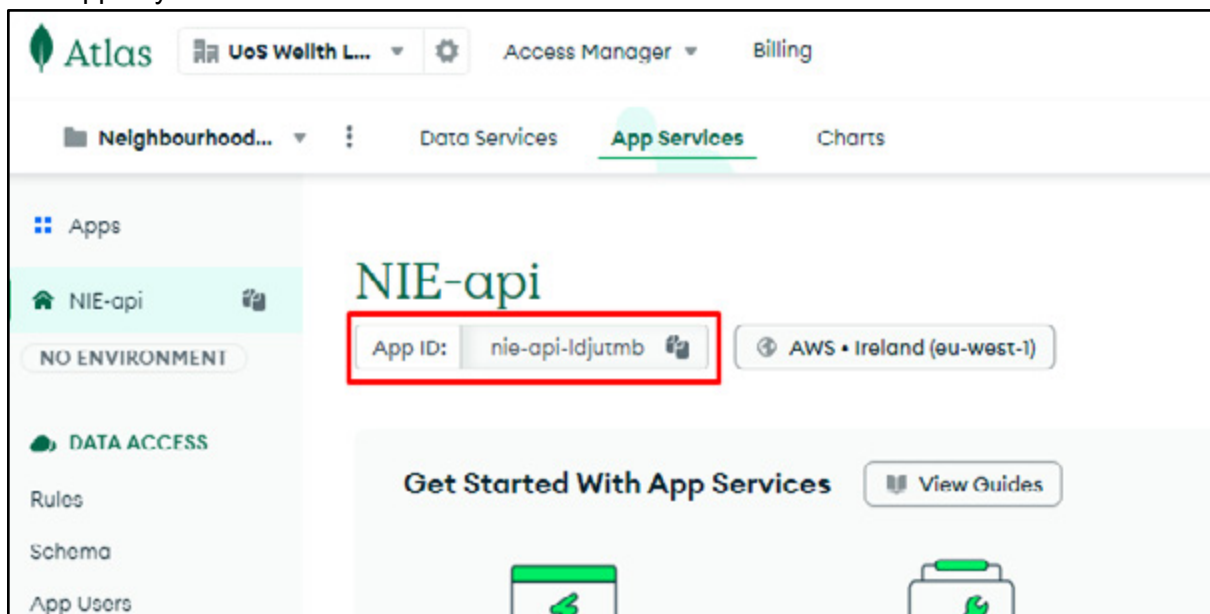 Atlas UoS Wellth L... Access Manager Billing
Neighbourhood... Data Services App Services Charts
Apps
NIE-api
NIE-api
App ID: nie-api-ldjutmb AWS • Ireland (eu-west-1)
NO ENVIRONMENT
DATA ACCESS
Get Started With App Services View Guides
Rules
Schema
App Users